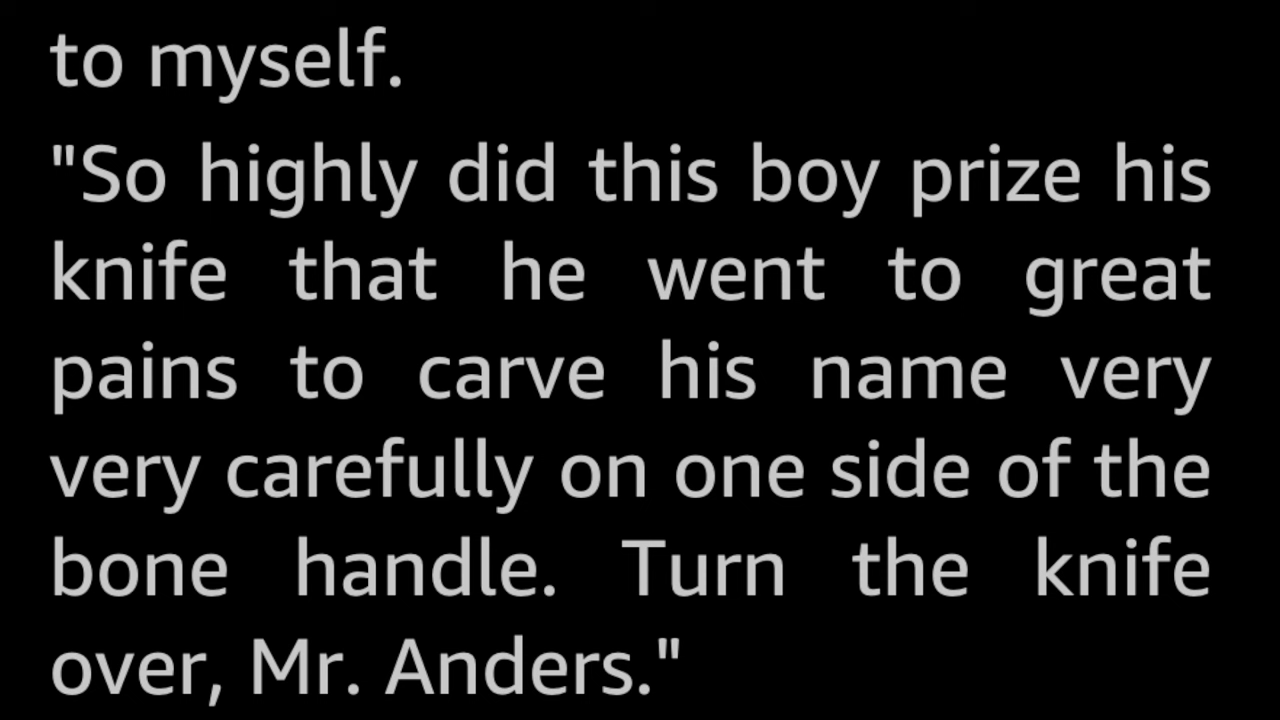 to myself.
"So highly did this boy prize his
knife that he went to great
pains to carve his name very
very carefully on one side of the
bone handle. Turn the knife
over, Mr. Anders."